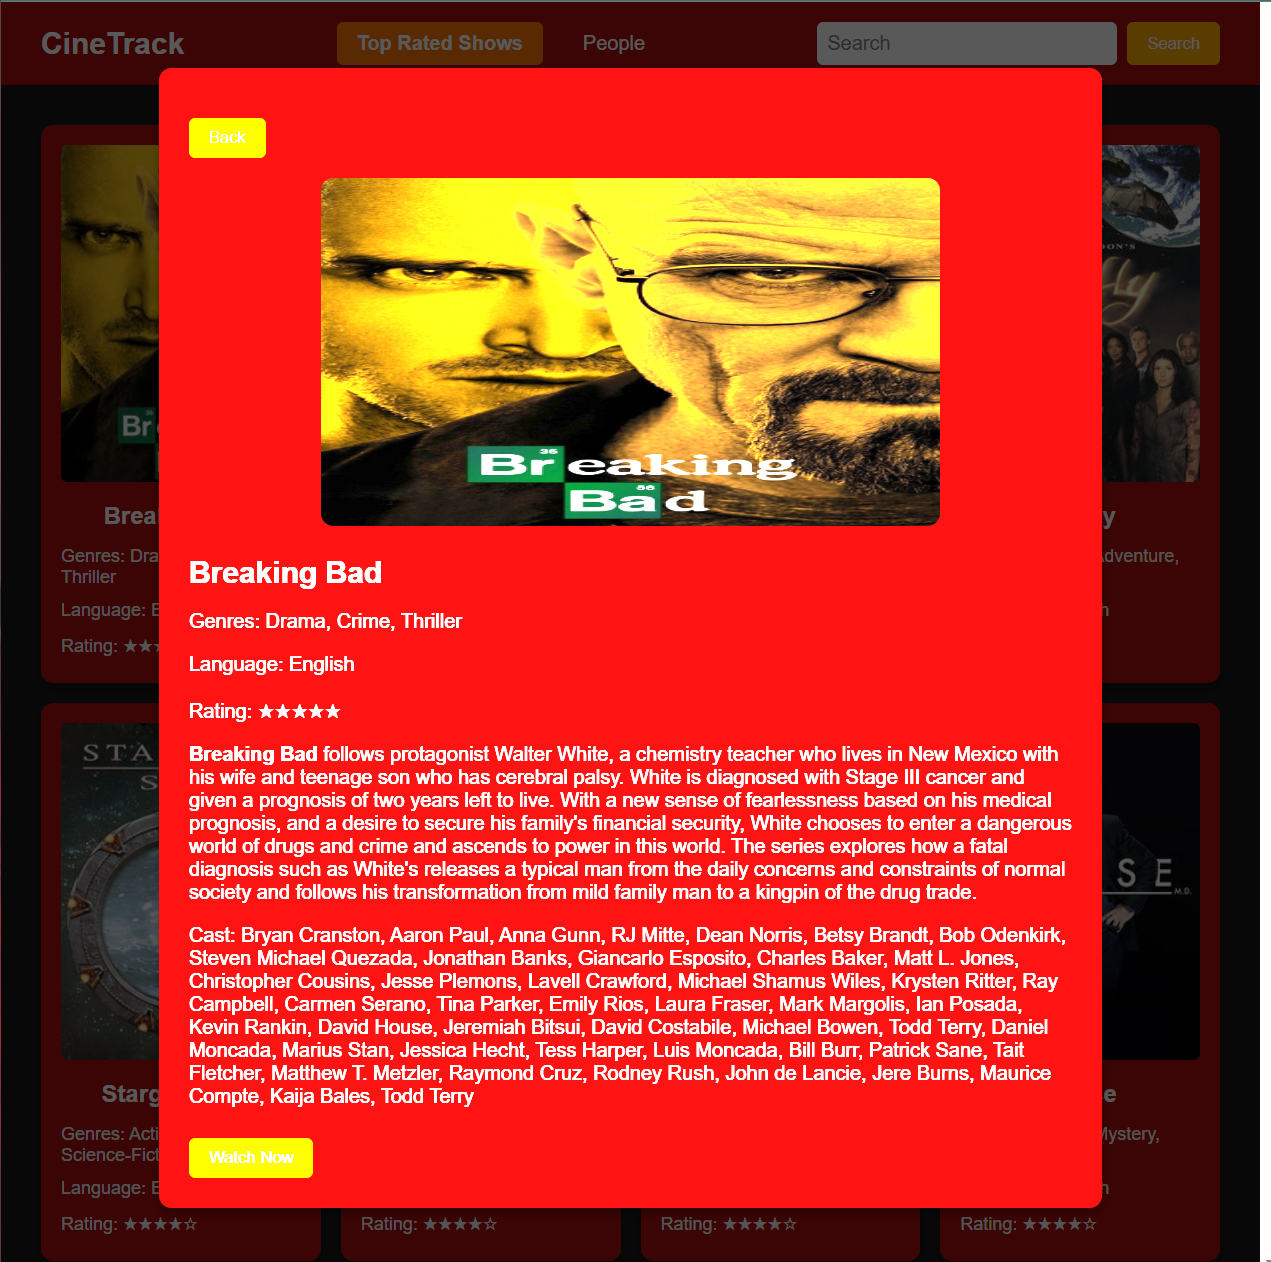 CineTrack
Top Rated Shows
People
Search
Search
Back
35
Breaking
56
Bad
Breaking Bad
Genres: Drama, Crime, Thriller
Language: English
Rating: ★★★★★
Breaking Bad follows protagonist Walter White, a chemistry teacher who lives in New Mexico with
his wife and teenage son who has cerebral palsy. White is diagnosed with Stage III cancer and
given a prognosis of two years left to live. With a new sense of fearlessness based on his medical
prognosis, and a desire to secure his family's financial security, White chooses to enter a dangerous
world of drugs and crime and ascends to power in this world. The series explores how a fatal
diagnosis such as White's releases a typical man from the daily concerns and constraints of normal
society and follows his transformation from mild family man to a kingpin of the drug trade.
Cast: Bryan Cranston, Aaron Paul, Anna Gunn, RJ Mitte, Dean Norris, Betsy Brandt, Bob Odenkirk,
Steven Michael Quezada, Jonathan Banks, Giancarlo Esposito, Charles Baker, Matt L. Jones,
Christopher Cousins, Jesse Plemons, Lavell Crawford, Michael Shamus Wiles, Krysten Ritter, Ray
Campbell, Carmen Serano, Tina Parker, Emily Rios, Laura Fraser, Mark Margolis, Ian Posada,
Kevin Rankin, David House, Jeremiah Bitsui, David Costabile, Michael Bowen, Todd Terry, Daniel
Moncada, Marius Stan, Jessica Hecht, Tess Harper, Luis Moncada, Bill Burr, Patrick Sane, Tait
Fletcher, Matthew T. Metzler, Raymond Cruz, Rodney Rush, John de Lancie, Jere Burns, Maurice
Compte, Kaija Bales, Todd Terry
Watch Now
Genres:
Thriller
Language:
Rating: ★★
Adventure,
Genres:
Language:
Mystery,
Rating: ★★★★☆
Rating: ★★★★☆
Rating: ★★★★☆
Rating: ★★★★☆